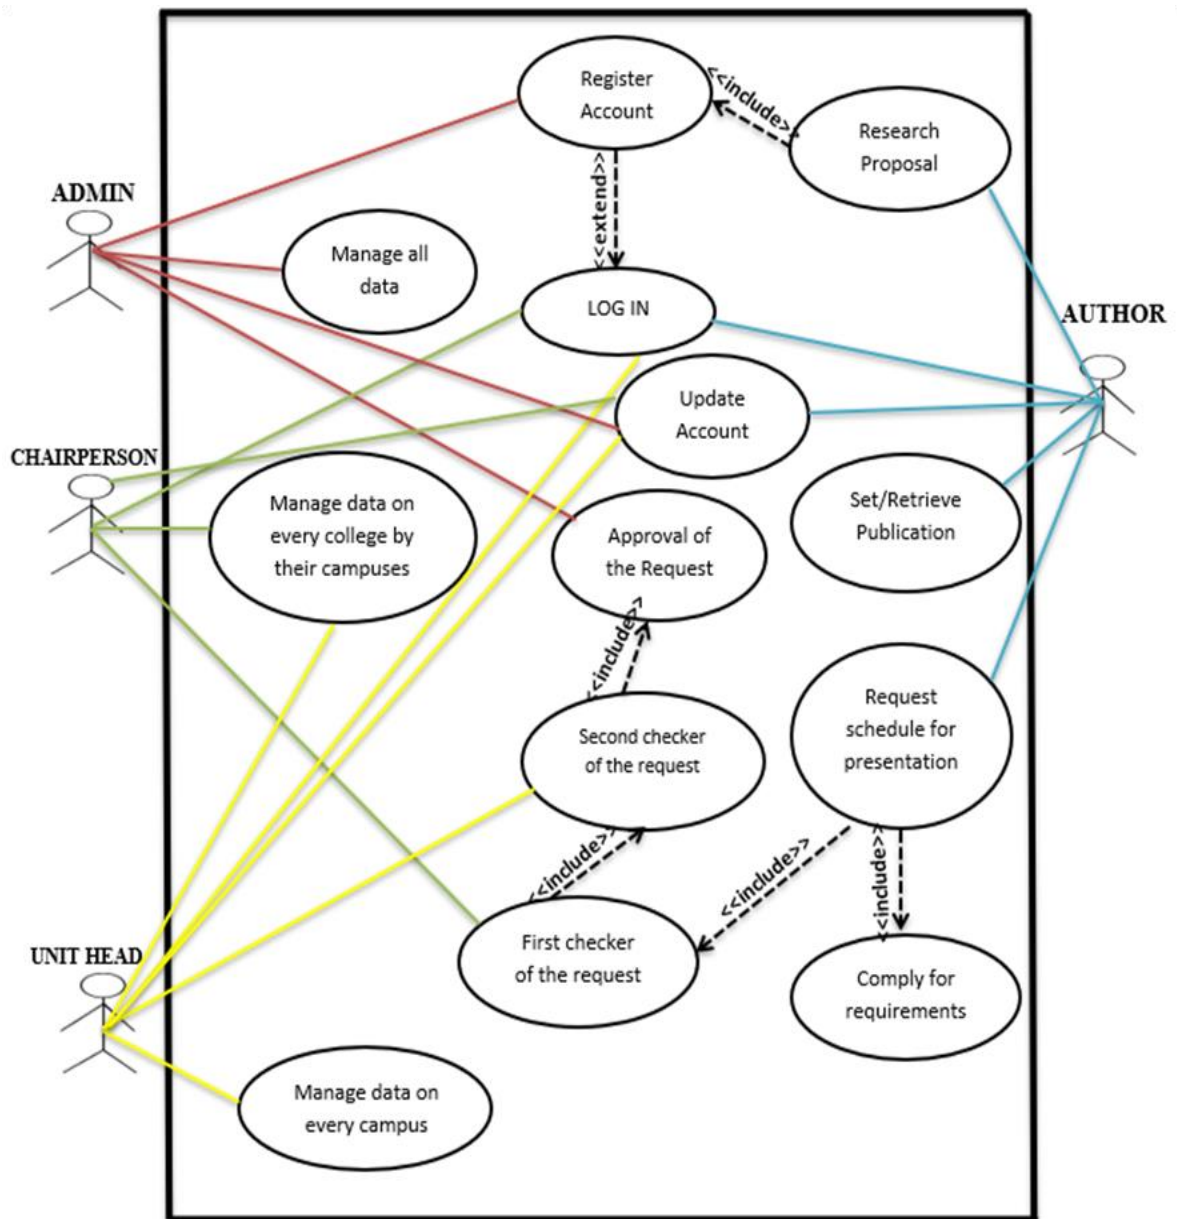 Register
Account
<<include>>
Research
Proposal
ADMIN
<<extend>>
Manage all
data
LOG IN
AUTHOR
Update
Account
CHAIRPERSON
Manage data on
every college by
their campuses
Set/Retrieve
Publication
Approval of
the Request
<<include>>
Second checker
of the request
Request
schedule for
presentation
<<include>>
<<include>>
<<include>>
First checker
of the request
UNIT HEAD
Comply for
requirements
Manage data on
every campus